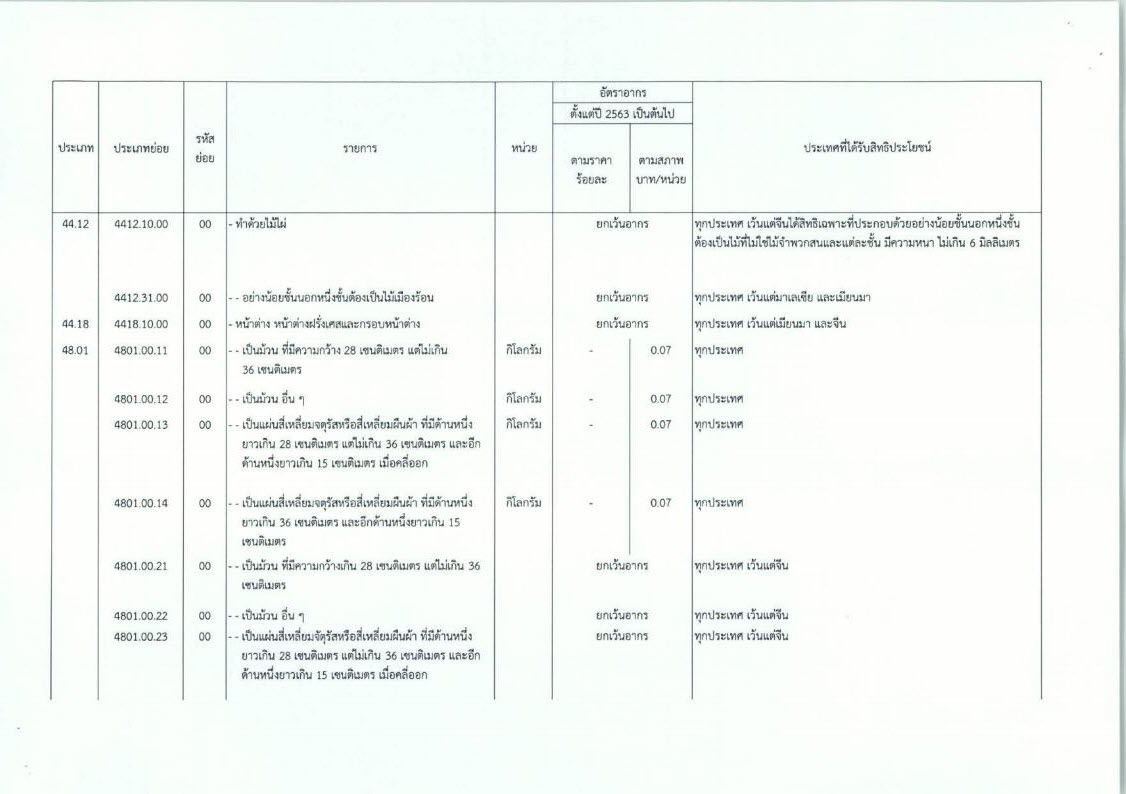 ประเภท ประเภทย่อย รหัสย่อย รายการ หน่วย อัตราอากร ประเทศที่ได้รับสิทธิประโยชน์
ตั้งแต่ปี 2563 เป็นต้นไป
ตามราคา ตามสภาพ
ร้อยละ บาท/หน่วย
44.12 4412.10.00 00 - ทำด้วยไม้ไผ่ ยกเว้นอากร ทุกประเทศ เว้นแต่จีนได้สิทธิเฉพาะที่ประกอบด้วยอย่างน้อยชั้นนอกหนึ่งชั้น
ต้องเป็นไม้ที่ไม่ใช่ไม้จำพวกสนและแต่ละชั้น มีความหนา ไม่เกิน 6 มิลลิเมตร
4412.31.00 00 - - อย่างน้อยชั้นนอกหนึ่งชั้นต้องเป็นไม้เมืองร้อน ยกเว้นอากร ทุกประเทศ เว้นแต่มาเลเซีย และเมียนมา
44.18 4418.10.00 00 - หน้าต่าง หน้าต่างฝรั่งเศสและกรอบหน้าต่าง ยกเว้นอากร ทุกประเทศ เว้นแต่เมียนมา และจีน
48.01 4801.00.11 00 - - เป็นม้วน ที่มีความกว้าง 28 เซนติเมตร แต่ไม่เกิน กิโลกรัม - 0.07 ทุกประเทศ
36 เซนติเมตร
4801.00.12 00 - - เป็นม้วน อื่น ๆ กิโลกรัม - 0.07 ทุกประเทศ
4801.00.13 00 - - เป็นแผ่นสี่เหลี่ยมจตุรัสหรือสี่เหลี่ยมผืนผ้า ที่มีด้านหนึ่ง กิโลกรัม - 0.07 ทุกประเทศ
ยาวเกิน 28 เซนติเมตร แต่ไม่เกิน 36 เซนติเมตร และอีก
ด้านหนึ่งยาวเกิน 15 เซนติเมตร เมื่อคลี่ออก
4801.00.14 00 - - เป็นแผ่นสี่เหลี่ยมจตุรัสหรือสี่เหลี่ยมผืนผ้า ที่มีด้านหนึ่ง กิโลกรัม - 0.07 ทุกประเทศ
ยาวเกิน 36 เซนติเมตร และอีกด้านหนึ่งยาวเกิน 15
เซนติเมตร
4801.00.21 00 - - เป็นม้วน ที่มีความกว้างเกิน 28 เซนติเมตร แต่ไม่เกิน 36 ยกเว้นอากร ทุกประเทศ เว้นแต่จีน
เซนติเมตร
4801.00.22 00 - - เป็นม้วน อื่น ๆ ยกเว้นอากร ทุกประเทศ เว้นแต่จีน
4801.00.23 00 - - เป็นแผ่นสี่เหลี่ยมจัตุรัสหรือสี่เหลี่ยมผืนผ้า ที่มีด้านหนึ่ง ยกเว้นอากร ทุกประเทศ เว้นแต่จีน
ยาวเกิน 28 เซนติเมตร แต่ไม่เกิน 36 เซนติเมตร และอีก
ด้านหนึ่งยาวเกิน 15 เซนติเมตร เมื่อคลี่ออก